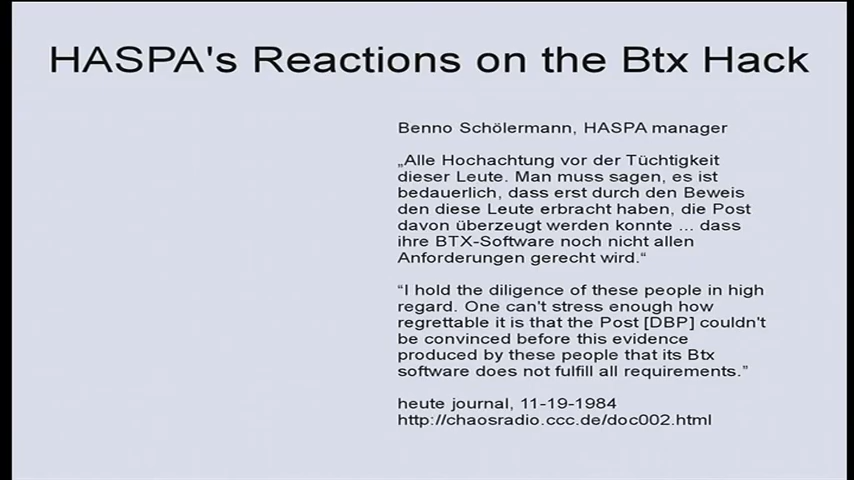 HASPA's Reactions on the Btx Hack
Benno Schölermann, HASPA manager
„Alle Hochachtung vor der Tüchtigkeit
dieser Leute. Man muss sagen, es ist
bedauerlich, dass erst durch den Beweis
den diese Leute erbracht haben, die Post
davon überzeugt werden konnte ... dass
ihre BTX-Software noch nicht allen
Anforderungen gerecht wird.“
“I hold the diligence of these people in high
regard. One can't stress enough how
regrettable it is that the Post [DBP] couldn't
be convinced before this evidence
produced by these people that its Btx
software does not fulfill all requirements.”
heute journal, 11-19-1984
http://chaosradio.ccc.de/doc002.html